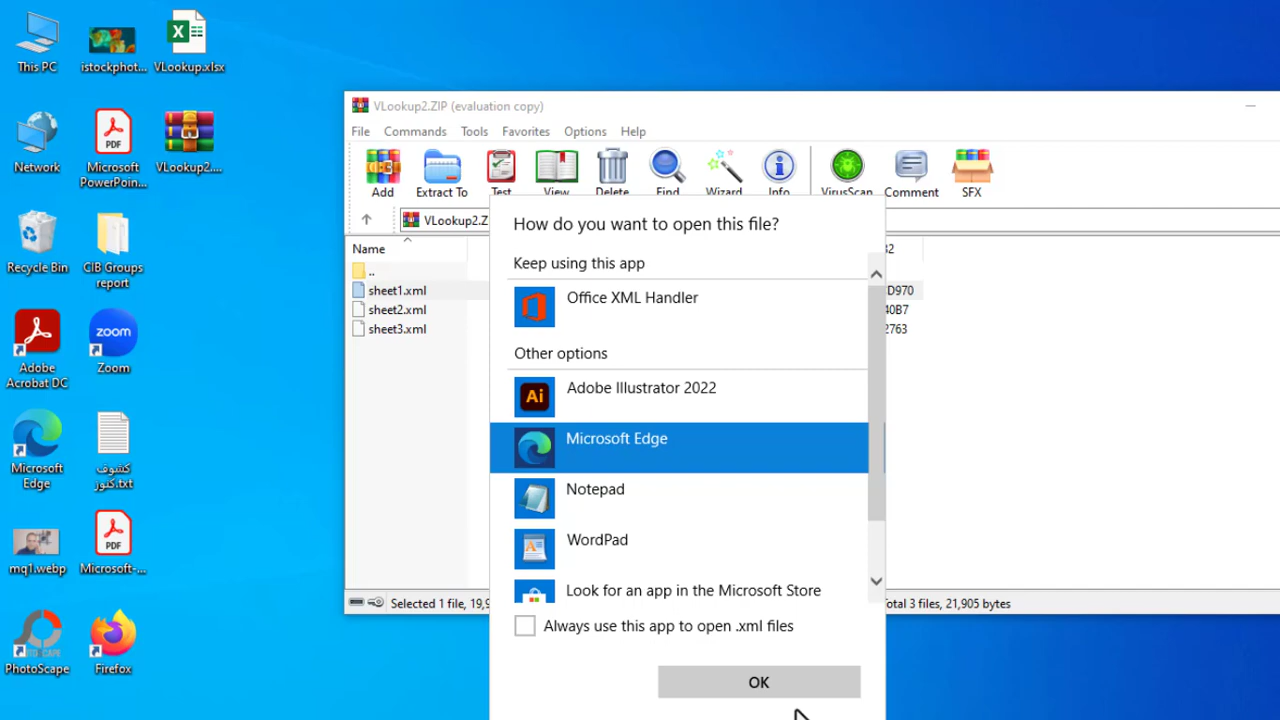 This PC
istockphot...
VLookup.xlsx
Network
Microsoft
PowerPoin...
VLookup2....
Recycle Bin
CIB Groups
report
Adobe
Acrobat DC
zoom
Zoom
Microsoft
Edge
كشوف
كنوز.txt
mq1.webp
PDF
Microsoft-...
PhotoScape
Firefox
VLookup2.ZIP (evaluation copy)
File Commands Tools Favorites Options Help
Add Extract To Test View Delete Find Wizard Info VirusScan Comment SFX
VLookup2.Z
Name
32
..
sheet1.xml
D970
sheet2.xml
40B7
sheet3.xml
2763
Selected 1 file, 19,9
Total 3 files, 21,905 bytes
How do you want to open this file?
Keep using this app
Office XML Handler
Other options
Ai
Adobe Illustrator 2022
Microsoft Edge
Notepad
WordPad
Look for an app in the Microsoft Store
Always use this app to open .xml files
OK